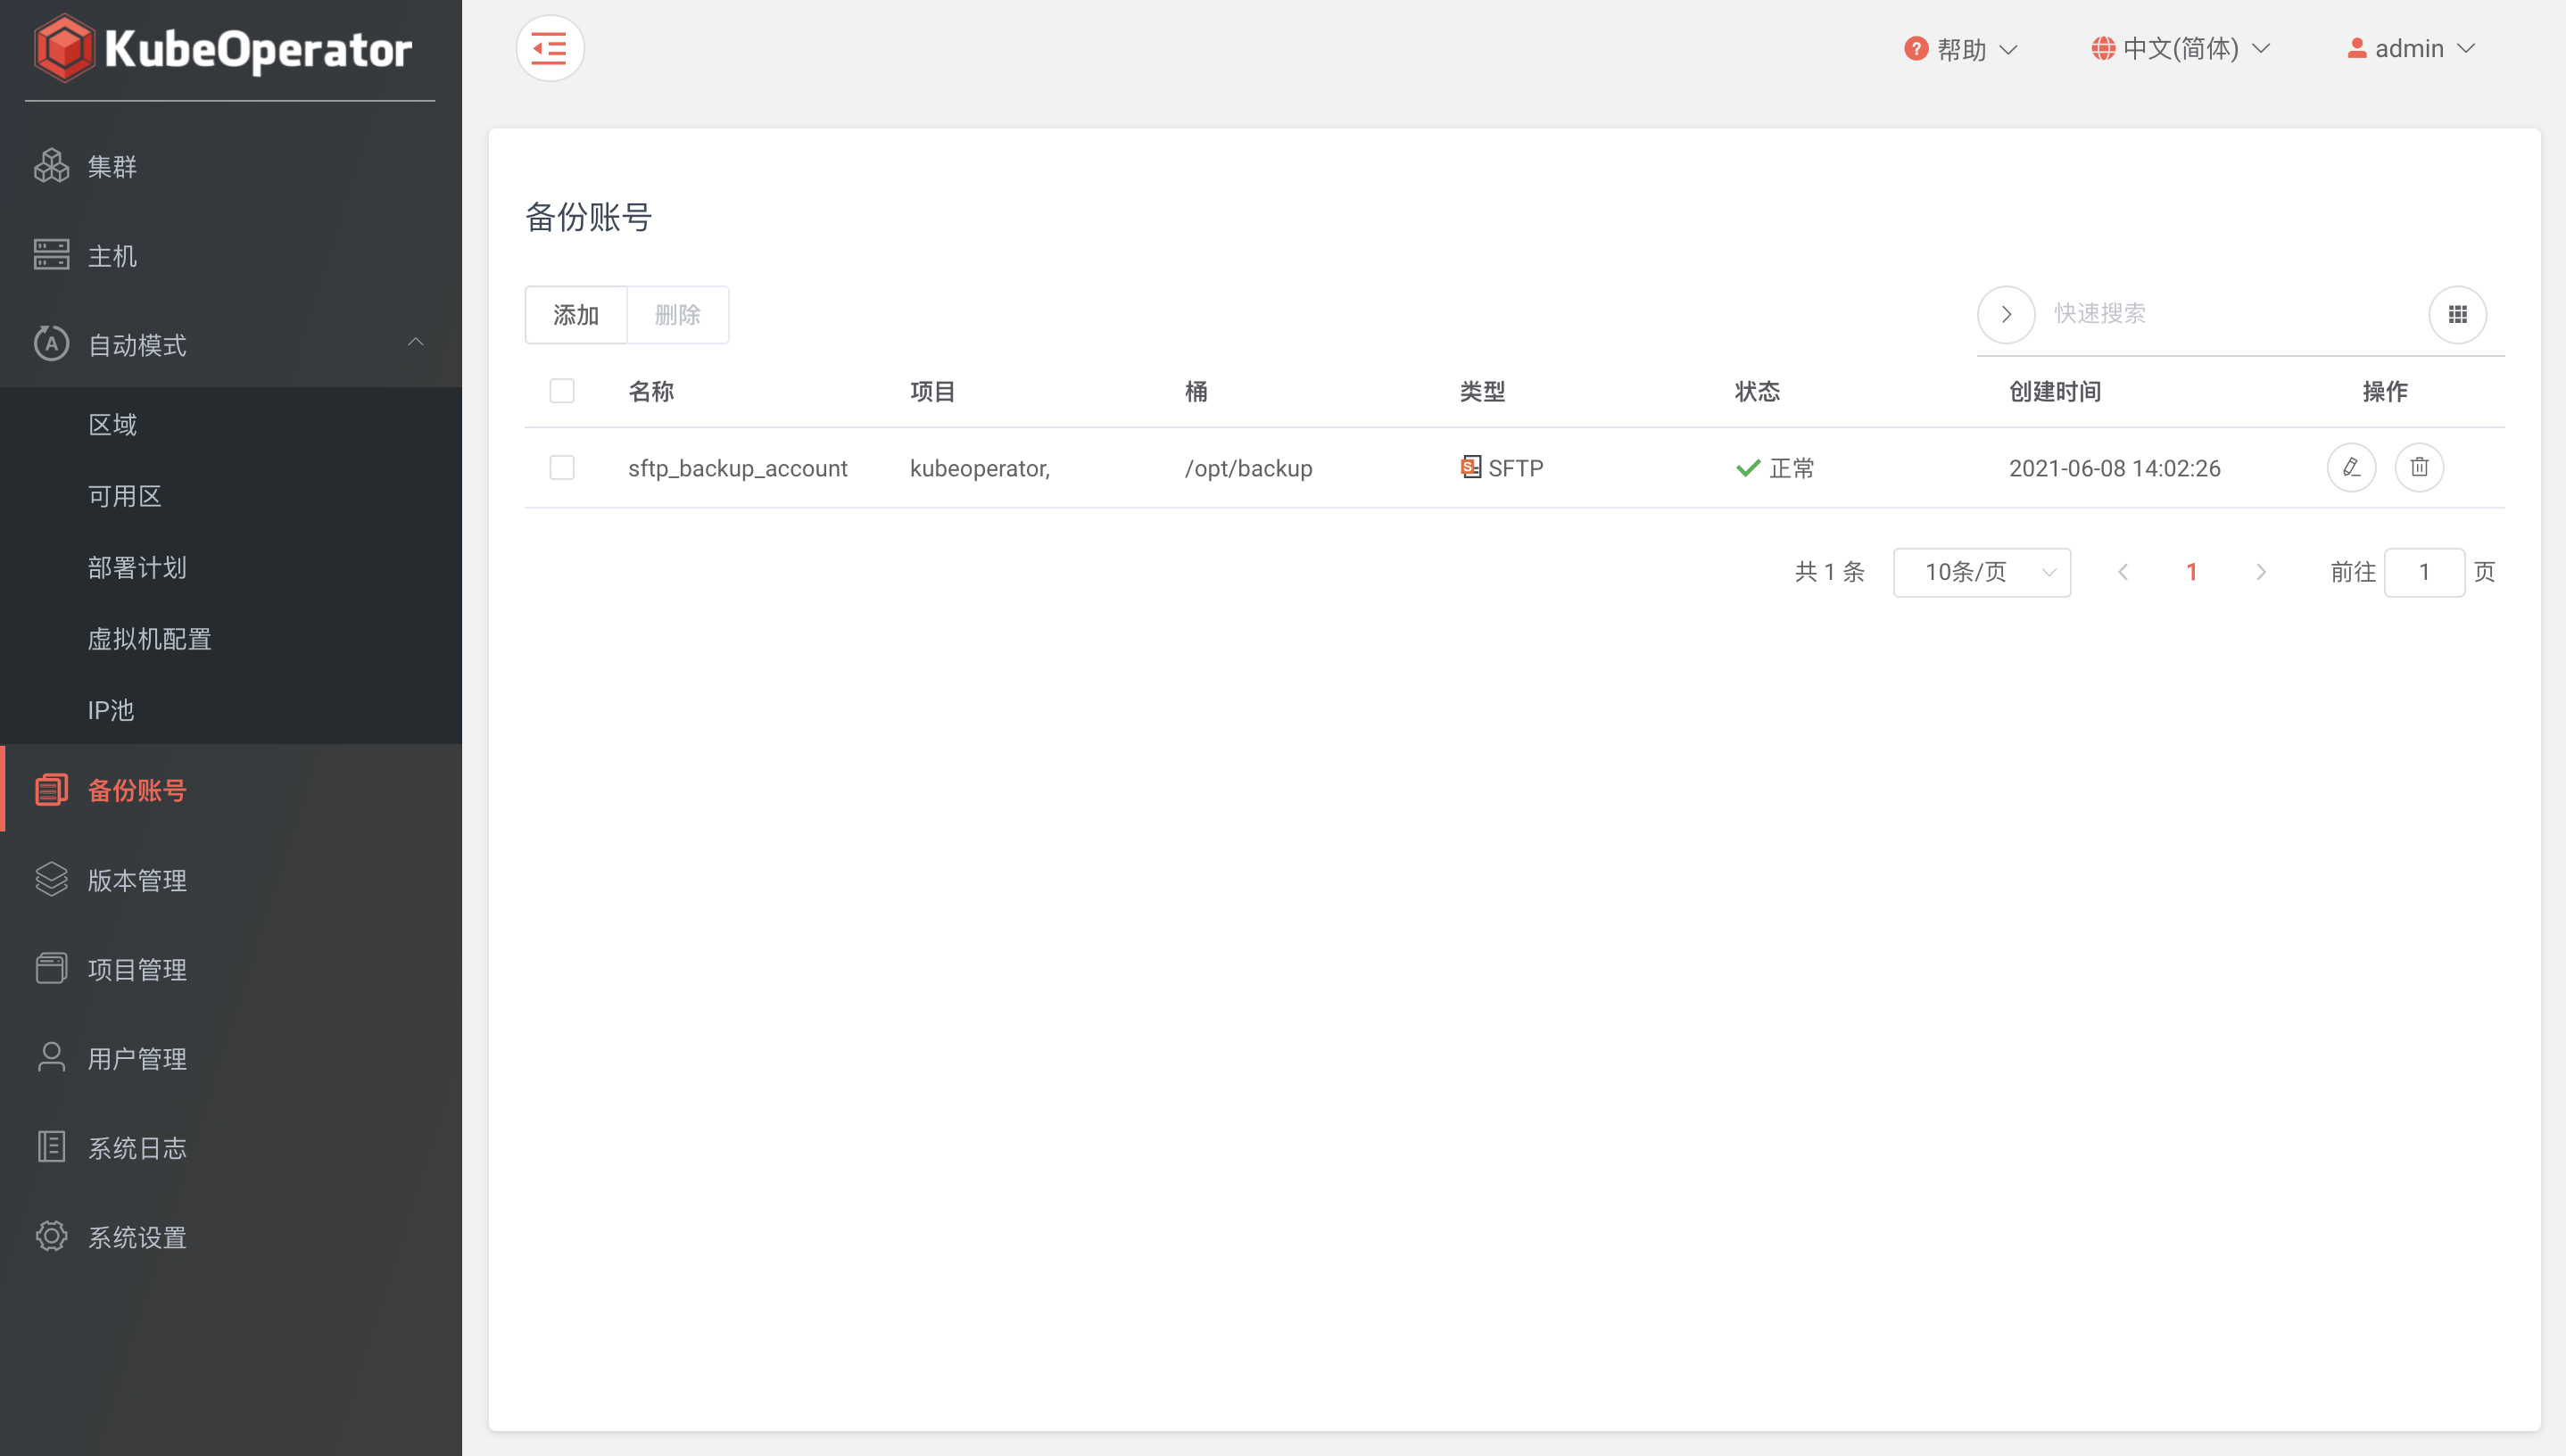 KubeOperator
帮助
中文(简体)
admin
集群
主机
自动模式
区域
可用区
部署计划
虚拟机配置
IP池
备份账号
版本管理
项目管理
用户管理
系统日志
系统设置
备份账号
添加 删除
快速搜索
名称 项目 桶 类型 状态 创建时间 操作
sftp_backup_account kubeoperator, /opt/backup SFTP 正常 2021-06-08 14:02:26
共 1 条 10条/页 1 前往 1 页